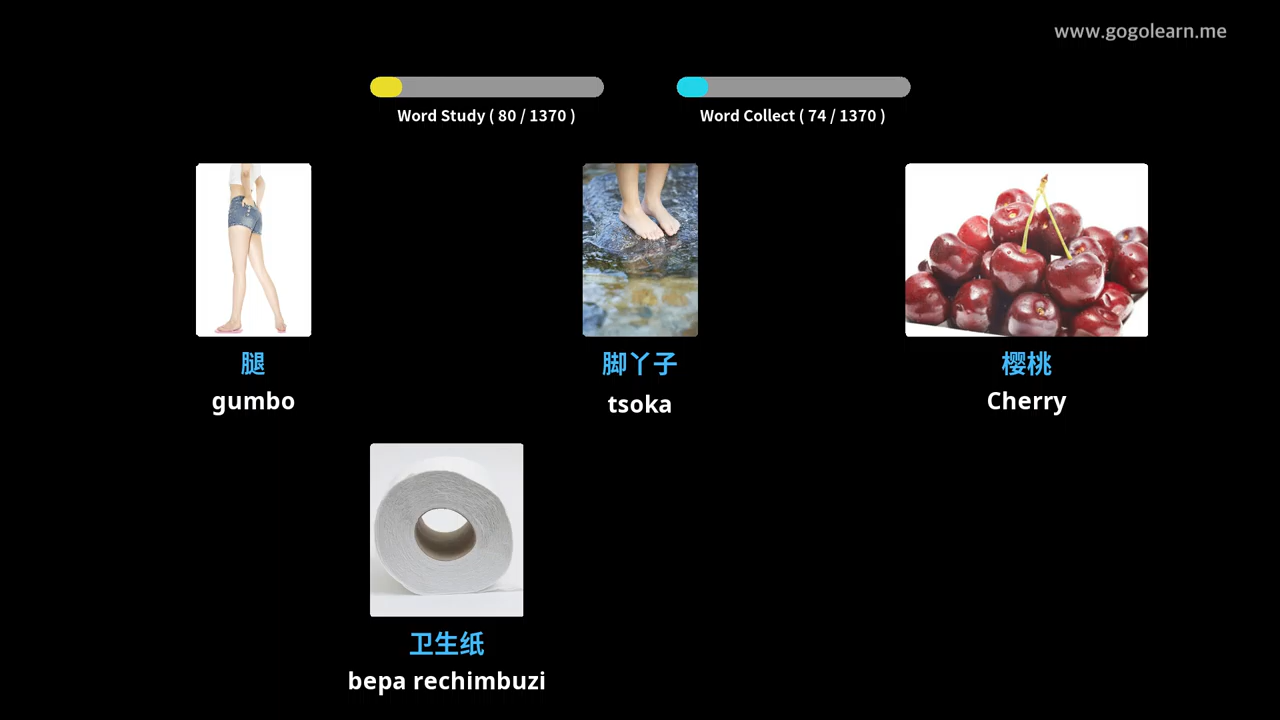 www.gogolearn.me
Word Study ( 80 / 1370 )
Word Collect ( 74 / 1370 )
腿
gumbo
脚丫子
tsoka
樱桃
Cherry
卫生纸
bepa rechimbuzi